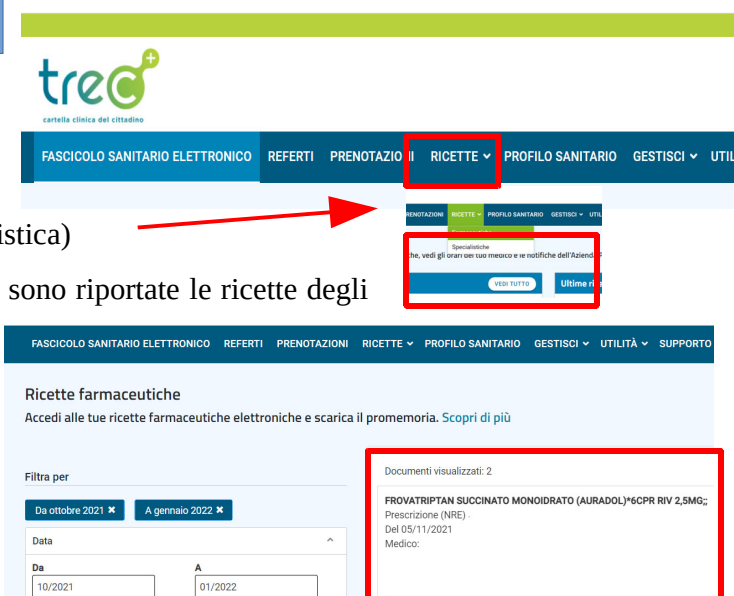 trec+
cartella clinica del cittadino
FASCICOLO SANITARIO ELETTRONICO REFERTI PRENOTAZIONI RICETTE PROFILO SANITARIO GESTISCI UTIL
RENOTAZIONI RICETTE PROFILO SANITARIO GESTISCI UTIL
Specialistiche
istica)
che, vedi gli orari del tuo medico e le notifiche dell'Azienda
VEDI TUTTO Ultime ri
sono riportate le ricette degli
FASCICOLO SANITARIO ELETTRONICO REFERTI PRENOTAZIONI RICETTE PROFILO SANITARIO GESTISCI UTILITÀ SUPPORTO
Ricette farmaceutiche
Accedi alle tue ricette farmaceutiche elettroniche e scarica il promemoria. Scopri di più
Filtra per
Da ottobre 2021 ✖ A gennaio 2022 ✖
Data
Da A
10/2021 01/2022
Documenti visualizzati: 2
FROVATRIPTAN SUCCINATO MONOIDRATO (AURADOL)*6CPR RIV 2,5MG;;
Prescrizione (NRE) -
Del 05/11/2021
Medico: